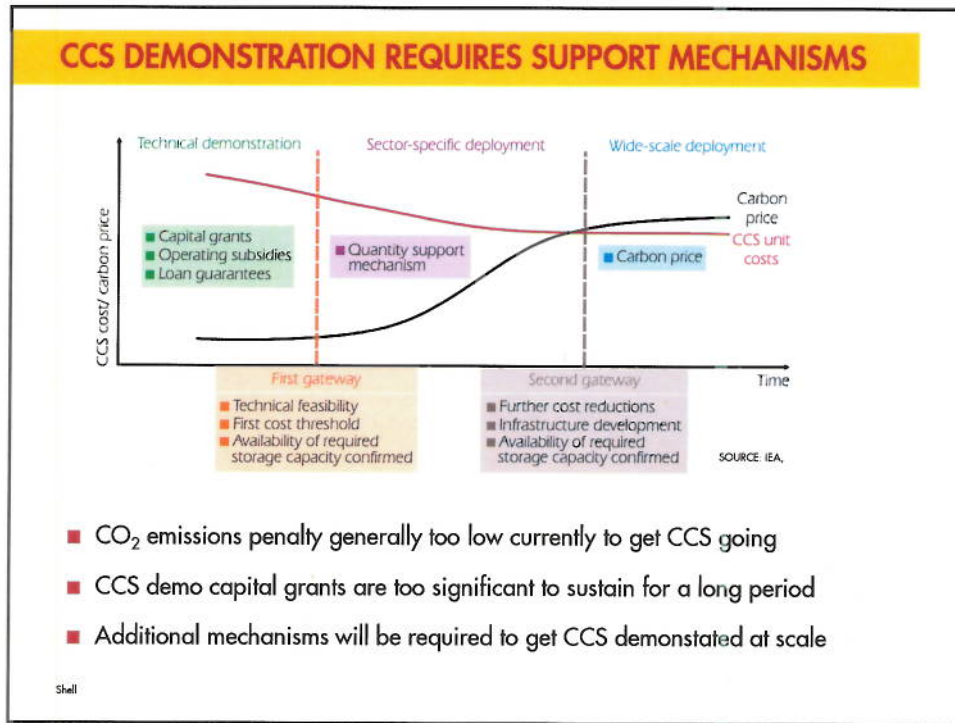 CCS DEMONSTRATION REQUIRES SUPPORT MECHANISMS
Technical demonstration
Sector-specific deployment
Wide-scale deployment
CCS cost/ carbon price
Capital grants
Operating subsidies
Loan guarantees
Quantity support
mechanism
Carbon price
Carbon
price
CCS unit
costs
Time
First gateway
Technical feasibility
First cost threshold
Availability of required
storage capacity confirmed
Second gateway
Further cost reductions
Infrastructure development
Availability of required
storage capacity confirmed
SOURCE: IEA,
CO₂ emissions penalty generally too low currently to get CCS going
CCS demo capital grants are too significant to sustain for a long period
Additional mechanisms will be required to get CCS demonstated at scale
Shell